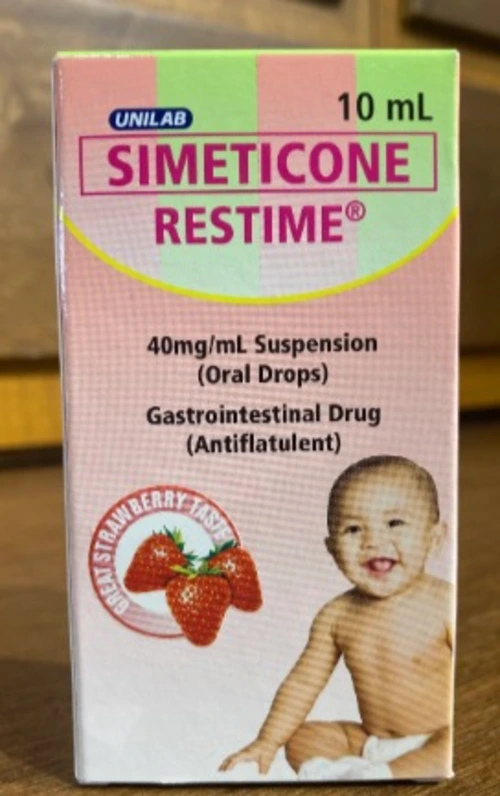 10 mL
UNILAB
SIMETICONE
RESTIME®
40mg/mL Suspension
(Oral Drops)
Gastrointestinal Drug
(Antiflatulent)
GREAT STRAWBERRY TASTE